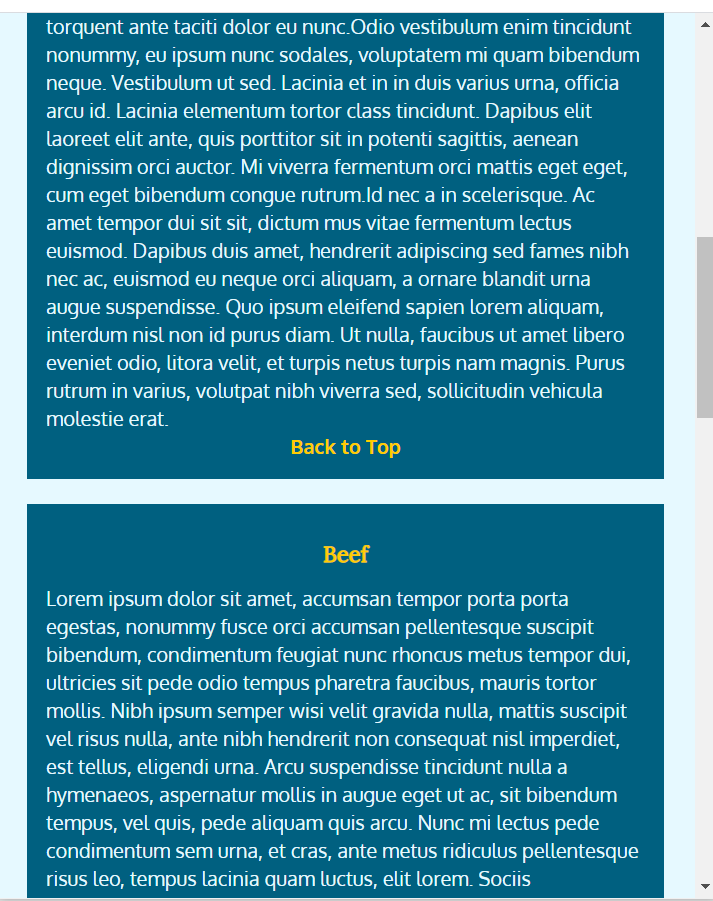 torquent ante taciti dolor eu nunc.Odio vestibulum enim tincidunt
nonummy, eu ipsum nunc sodales, voluptatem mi quam bibendum
neque. Vestibulum ut sed. Lacinia et in in duis varius urna, officia
arcu id. Lacinia elementum tortor class tincidunt. Dapibus elit
laoreet elit ante, quis porttitor sit in potenti sagittis, aenean
dignissim orci auctor. Mi viverra fermentum orci mattis eget eget,
cum eget bibendum congue rutrum.Id nec a in scelerisque. Ac
amet tempor dui sit sit, dictum mus vitae fermentum lectus
euismod. Dapibus duis amet, hendrerit adipiscing sed fames nibh
nec ac, euismod eu neque orci aliquam, a ornare blandit urna
augue suspendisse. Quo ipsum eleifend sapien lorem aliquam,
interdum nisl non id purus diam. Ut nulla, faucibus ut amet libero
eveniet odio, litora velit, et turpis netus turpis nam magnis. Purus
rutrum in varius, volutpat nibh viverra sed, sollicitudin vehicula
molestie erat.
Back to Top
Beef
Lorem ipsum dolor sit amet, accumsan tempor porta porta
egestas, nonummy fusce orci accumsan pellentesque suscipit
bibendum, condimentum feugiat nunc rhoncus metus tempor dui,
ultricies sit pede odio tempus pharetra faucibus, mauris tortor
mollis. Nibh ipsum semper wisi velit gravida nulla, mattis suscipit
vel risus nulla, ante nibh hendrerit non consequat nisl imperdiet,
est tellus, eligendi urna. Arcu suspendisse tincidunt nulla a
hymenaeos, aspernatur mollis in augue eget ut ac, sit bibendum
tempus, vel quis, pede aliquam quis arcu. Nunc mi lectus pede
condimentum sem urna, et cras, ante metus ridiculus pellentesque
risus leo, tempus lacinia quam luctus, elit lorem. Sociis